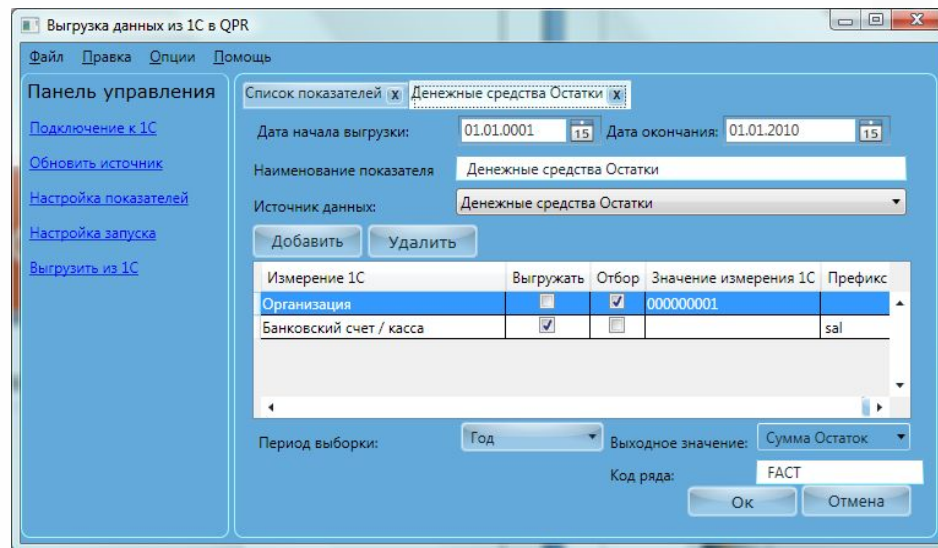 Выгрузка данных из 1С в QPR
Файл Правка Опции Помощь
Панель управления
Подключение к 1С
Обновить источник
Настройка показателей
Настройка запуска
Выгрузить из 1С
Список показателей x Денежные средства Остатки x
Дата начала выгрузки: 01.01.0001 15 Дата окончания: 01.01.2010 15
Наименование показателя Денежные средства Остатки
Источник данных: Денежные средства Остатки
Добавить Удалить
Измерение 1С Выгружать Отбор Значение измерения 1С Префикс
Организация 000000001
Банковский счет / касса sal
Период выборки: Год Выходное значение: Сумма Остаток
Код ряда: FACT
Ок Отмена